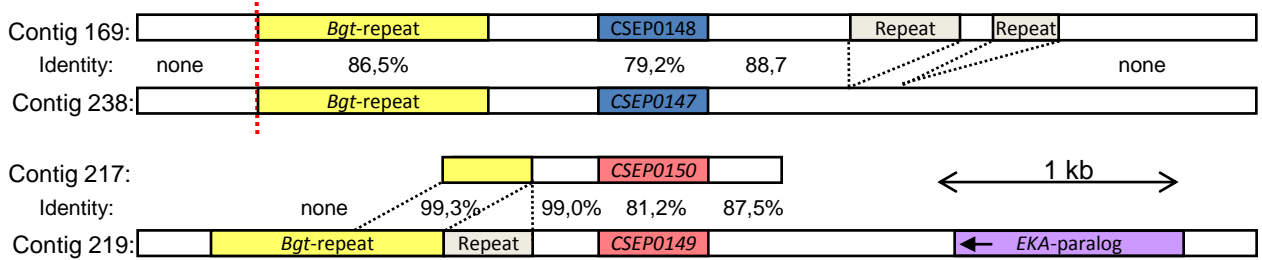 Contig 169: Bgt-repeat CSEP0148 Repeat Repeat
Identity: none 86,5% 79,2% 88,7 none
Contig 238: Bgt-repeat CSEP0147
Contig 217: CSEP0150 1 kb
Identity: none 99,3% 99,0% 81,2% 87,5%
Contig 219: Bgt-repeat Repeat CSEP0149 EKA-paralog